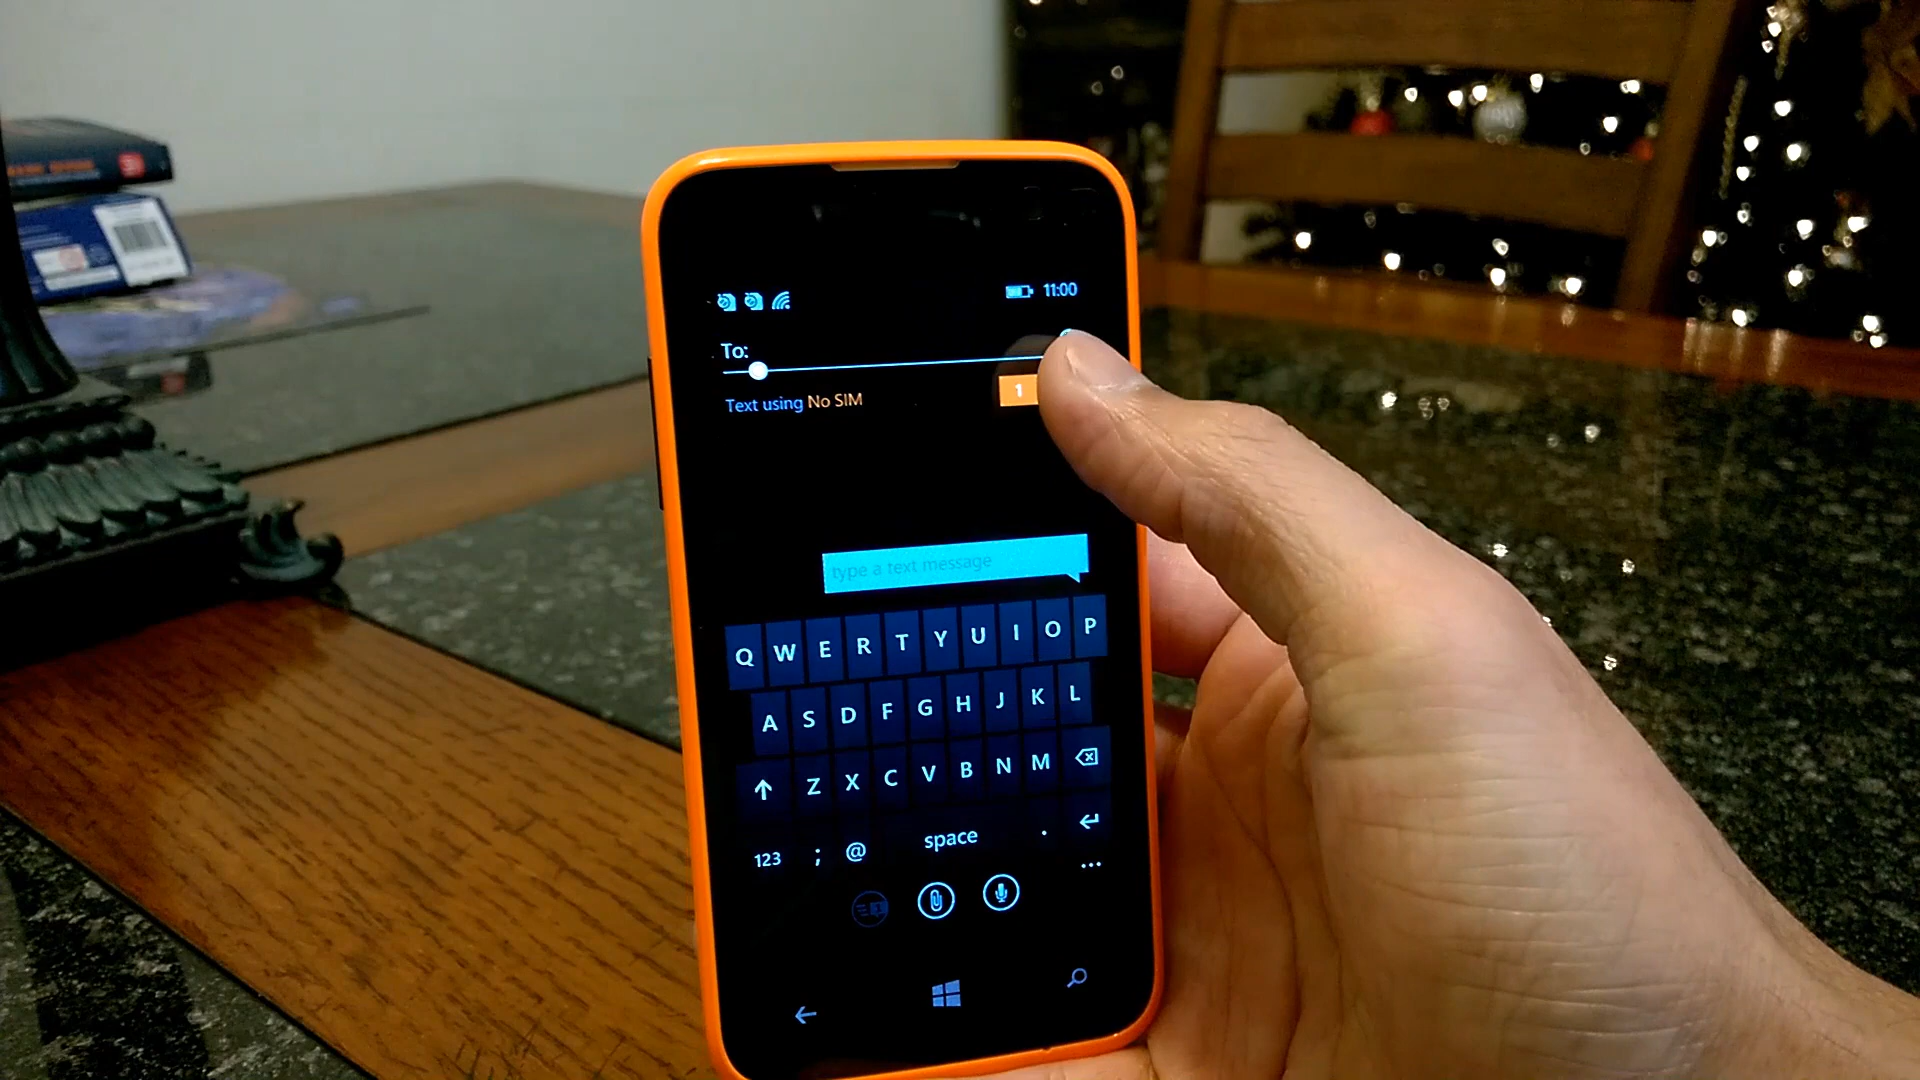 11:00
To:
Text using No SIM
1
type a text message
Q W E R T Y U I O P
A S D F G H J K L
Z X C V B N M
123 ; @ space .
...